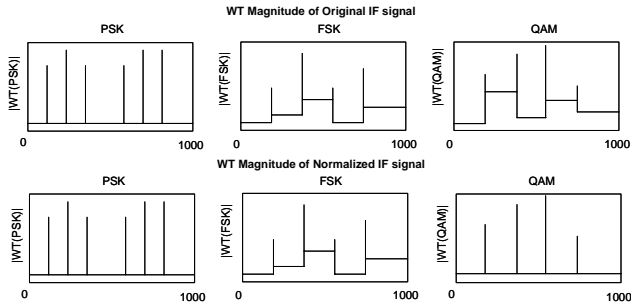 WT Magnitude of Original IF signal
PSK FSK QAM
|WT(PSK)| |WT(FSK)| |WT(QAM)|
0 1000 0 1000 0 1000
WT Magnitude of Normalized IF signal
PSK FSK QAM
|WT(PSK)| |WT(FSK)| |WT(QAM)|
0 1000 0 1000 0 1000